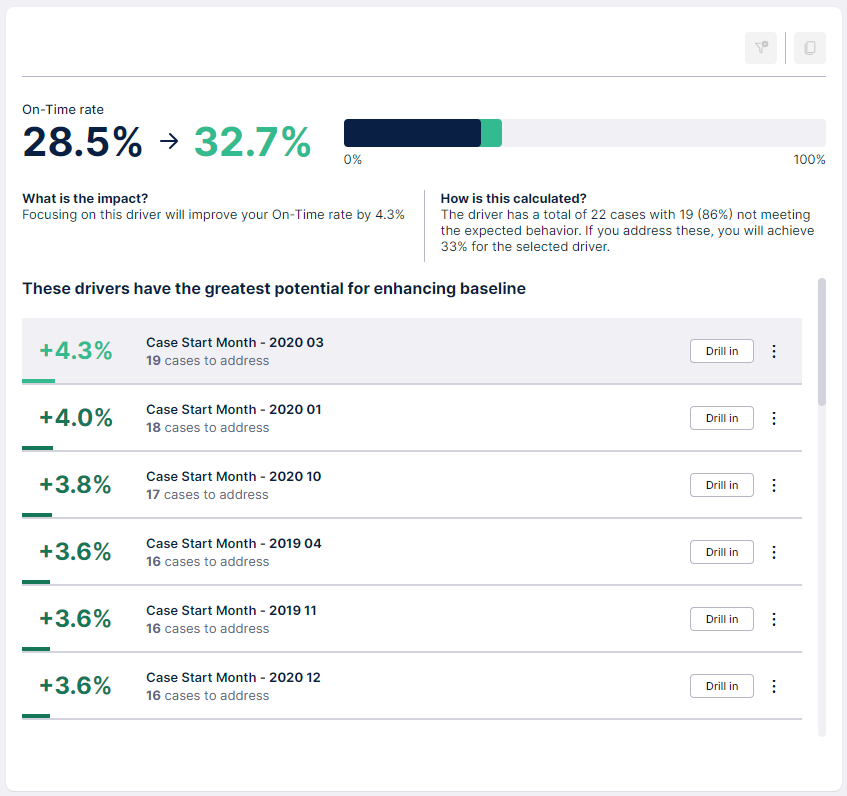 On-Time rate
28.5% → 32.7%
0% 100%
What is the impact?
Focusing on this driver will improve your On-Time rate by 4.3%
How is this calculated?
The driver has a total of 22 cases with 19 (86%) not meeting
the expected behavior. If you address these, you will achieve
33% for the selected driver.
These drivers have the greatest potential for enhancing baseline
+4.3%
Case Start Month - 2020 03
19 cases to address
Drill in
+4.0%
Case Start Month - 2020 01
18 cases to address
Drill in
+3.8%
Case Start Month - 2020 10
17 cases to address
Drill in
+3.6%
Case Start Month - 2019 04
16 cases to address
Drill in
+3.6%
Case Start Month - 2019 11
16 cases to address
Drill in
+3.6%
Case Start Month - 2020 12
16 cases to address
Drill in